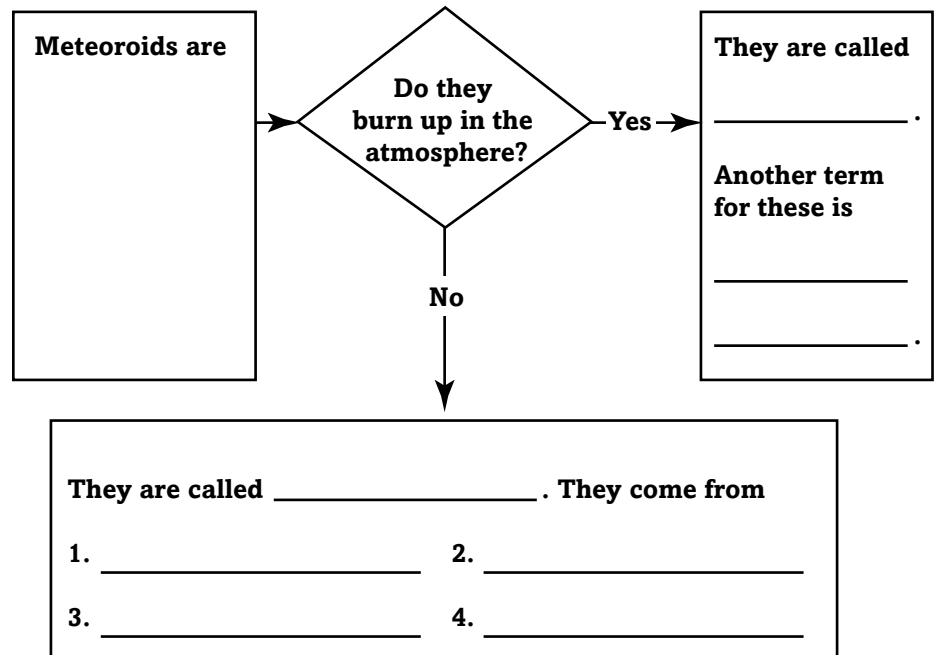 Meteoroids are
Do they
burn up in the
atmosphere?
Yes
They are called
.
Another term
for these is
.
No
They are called . They come from
1. 2.
3. 4.